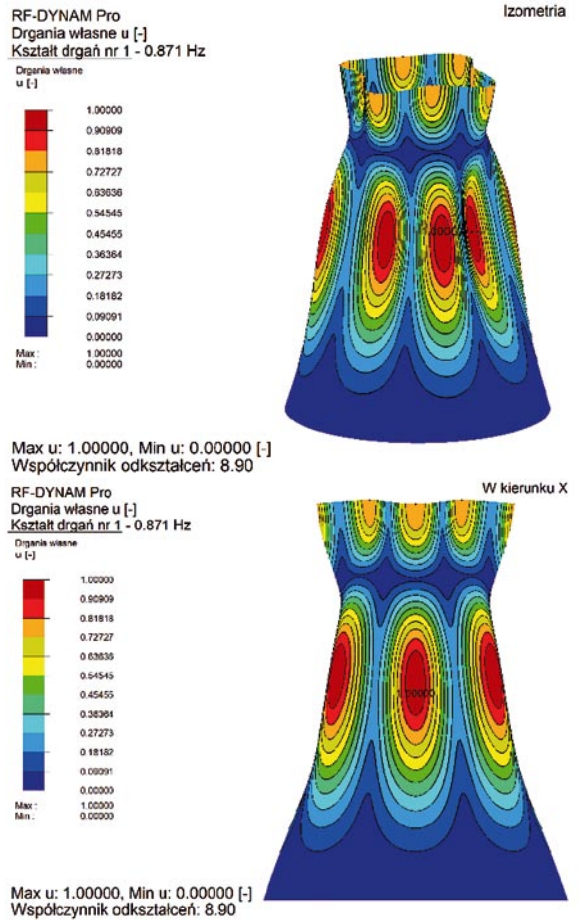 RF-DYNAM Pro
Izometria
Drgania własne u [-]
Kształt drgań nr 1 - 0.871 Hz
Drgania własne
u [-]
1.00000
0.90909
0.81818
0.72727
0.63636
0.54545
0.45455
0.36364
0.27273
0.18182
0.09091
0.00000
Max : 1.00000
Min : 0.00000
Max u: 1.00000, Min u: 0.00000 [-]
Współczynnik odkształceń: 8.90
RF-DYNAM Pro
W kierunku X
Drgania własne u [-]
Kształt drgań nr 1 - 0.871 Hz
Drgania własne
u [-]
1.00000
0.90909
0.81818
0.72727
0.63636
0.54545
0.45455
0.36364
0.27273
0.18182
0.09091
0.00000
1.00000
Max : 1.00000
Min : 0.00000
Max u: 1.00000, Min u: 0.00000 [-]
Współczynnik odkształceń: 8.90